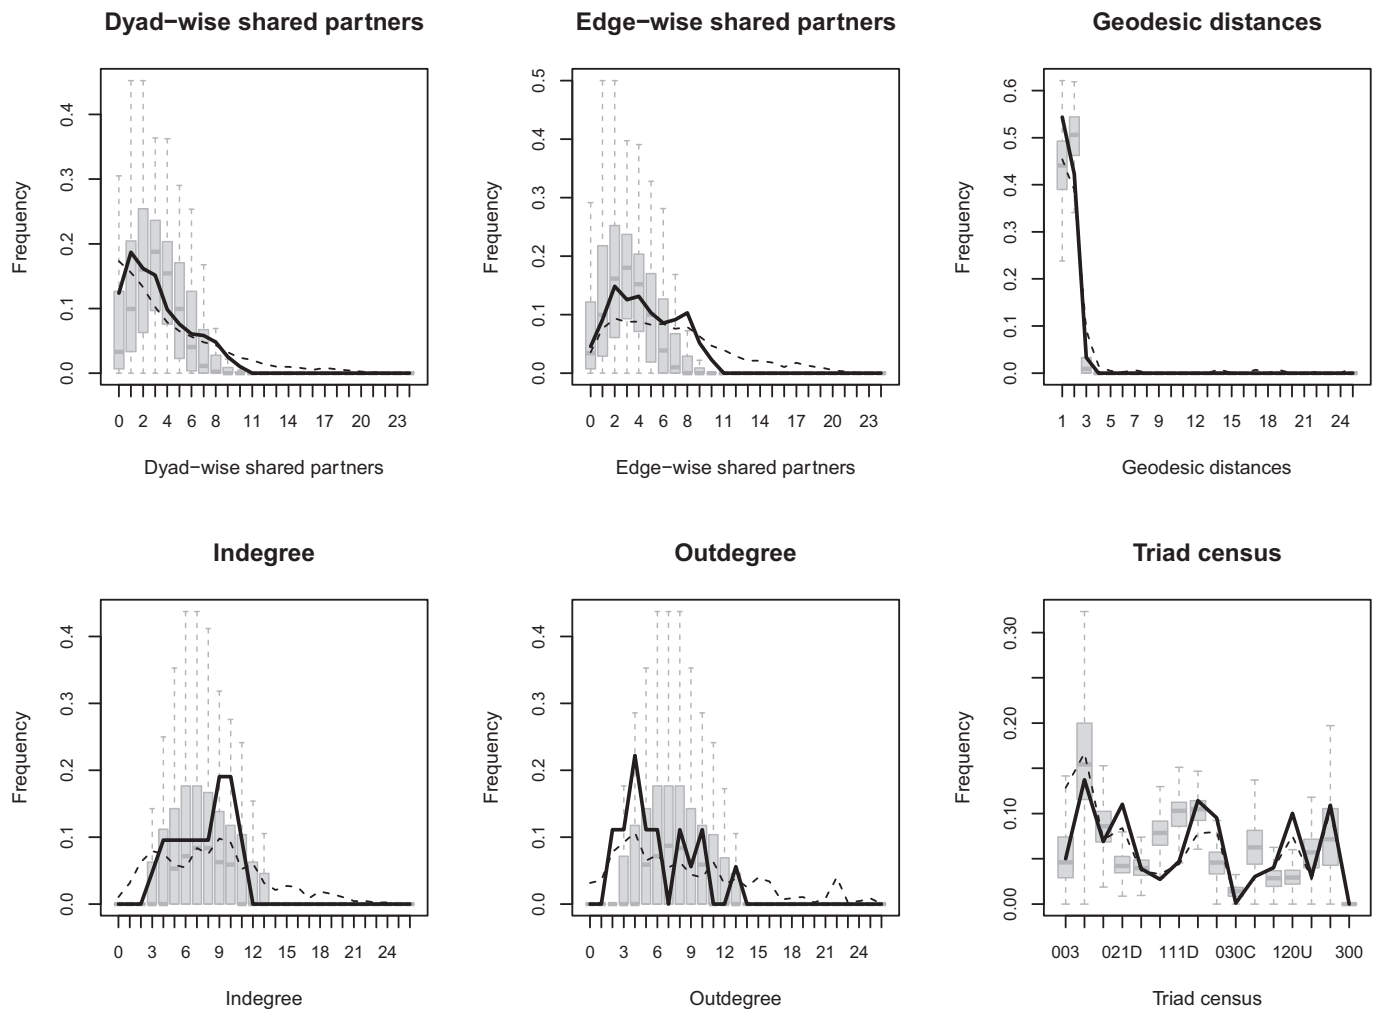 Dyad−wise shared partners
Edge−wise shared partners
Geodesic distances
Frequency
0.0 0.1 0.2 0.3 0.4
0 2 4 6 8 11 14 17 20 23
Dyad−wise shared partners
Frequency
0.0 0.1 0.2 0.3 0.4 0.5
0 2 4 6 8 11 14 17 20 23
Edge−wise shared partners
Frequency
0.0 0.1 0.2 0.3 0.4 0.5 0.6
1 3 5 7 9 12 15 18 21 24
Geodesic distances
Indegree
Outdegree
Triad census
Frequency
0.0 0.1 0.2 0.3 0.4
0 3 6 9 12 15 18 21 24
Indegree
Frequency
0.0 0.1 0.2 0.3 0.4
0 3 6 9 12 15 18 21 24
Outdegree
Frequency
0.00 0.10 0.20 0.30
003 021D 111D 030C 120U 300
Triad census